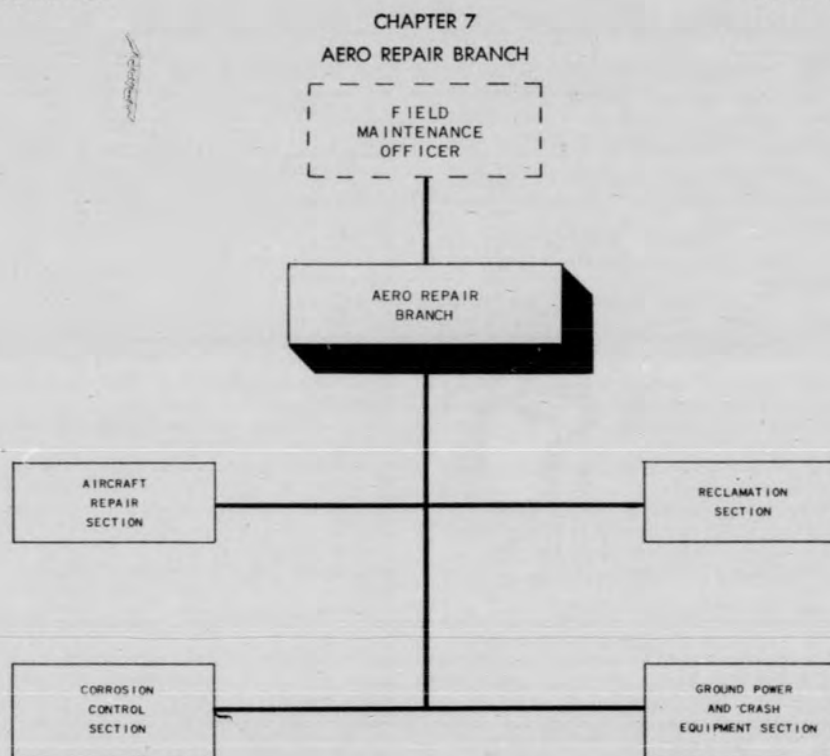 CHAPTER 7
AERO REPAIR BRANCH
FIELD
MAINTENANCE
OFFICER
AERO REPAIR
BRANCH
AIRCRAFT
REPAIR
SECTION
RECLAMATION
SECTION
CORROSION
CONTROL
SECTION
GROUND POWER
AND CRASH
EQUIPMENT SECTION